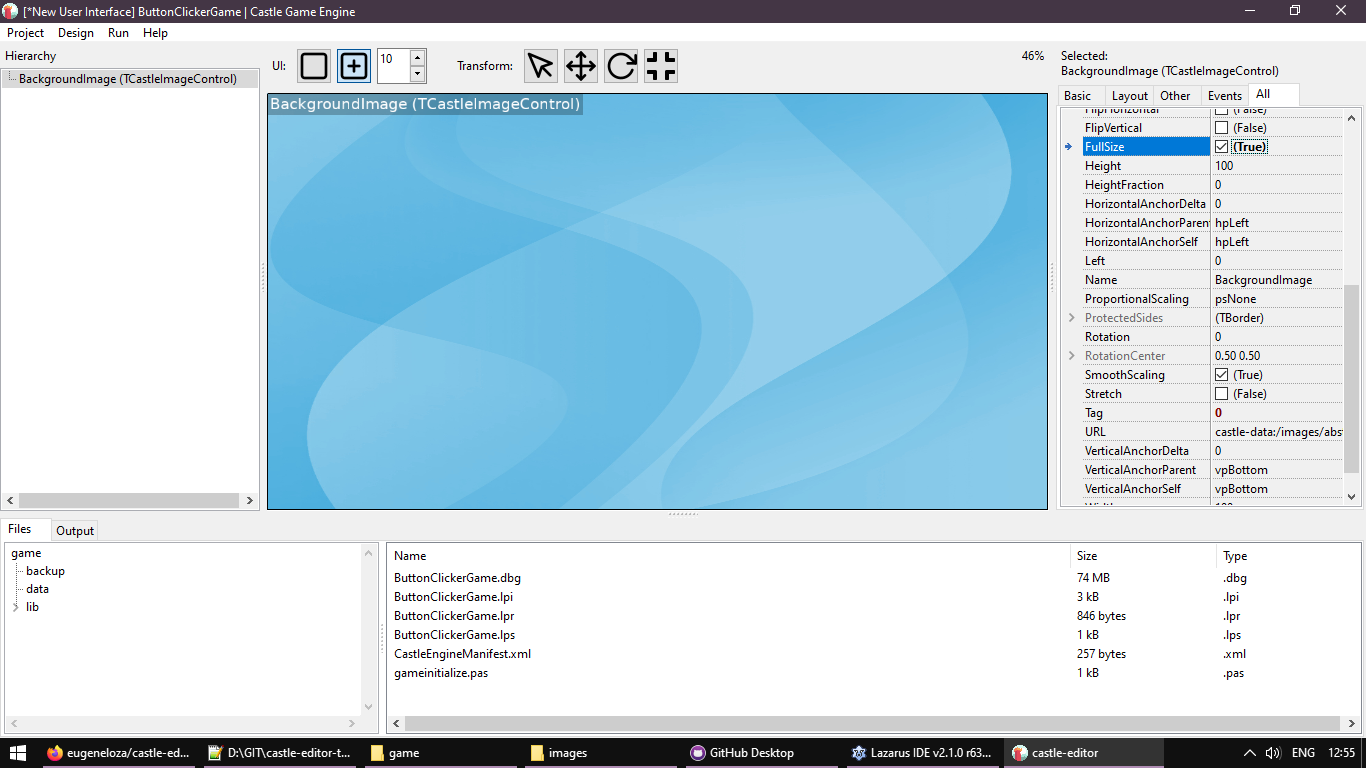 [*New User Interface] ButtonClickerGame | Castle Game Engine
Project Design Run Help
Hierarchy
BackgroundImage (TCastleImageControl)
UI: 10 Transform: 46%
BackgroundImage (TCastleImageControl)
Selected:
BackgroundImage (TCastleImageControl)
Basic Layout Other Events All
FlipHorizontal (False)
FlipVertical (False)
FullSize (True)
Height 100
HeightFraction 0
HorizontalAnchorDelta 0
HorizontalAnchorParent hpLeft
HorizontalAnchorSelf hpLeft
Left 0
Name BackgroundImage
ProportionalScaling psNone
ProtectedSides (TBorder)
Rotation 0
RotationCenter 0.50 0.50
SmoothScaling (True)
Stretch (False)
Tag 0
URL castle-data:/images/abs
VerticalAnchorDelta 0
VerticalAnchorParent vpBottom
VerticalAnchorSelf vpBottom
Files Output
game
backup
data
lib
Name Size Type
ButtonClickerGame.dbg 74 MB .dbg
ButtonClickerGame.lpi 3 kB .lpi
ButtonClickerGame.lpr 846 bytes .lpr
ButtonClickerGame.lps 1 kB .lps
CastleEngineManifest.xml 257 bytes .xml
gameinitialize.pas 1 kB .pas
eugeneloza/castle-ed... D:\GIT\castle-editor-t... game images GitHub Desktop Lazarus IDE v2.1.0 r63... castle-editor ENG 12:55